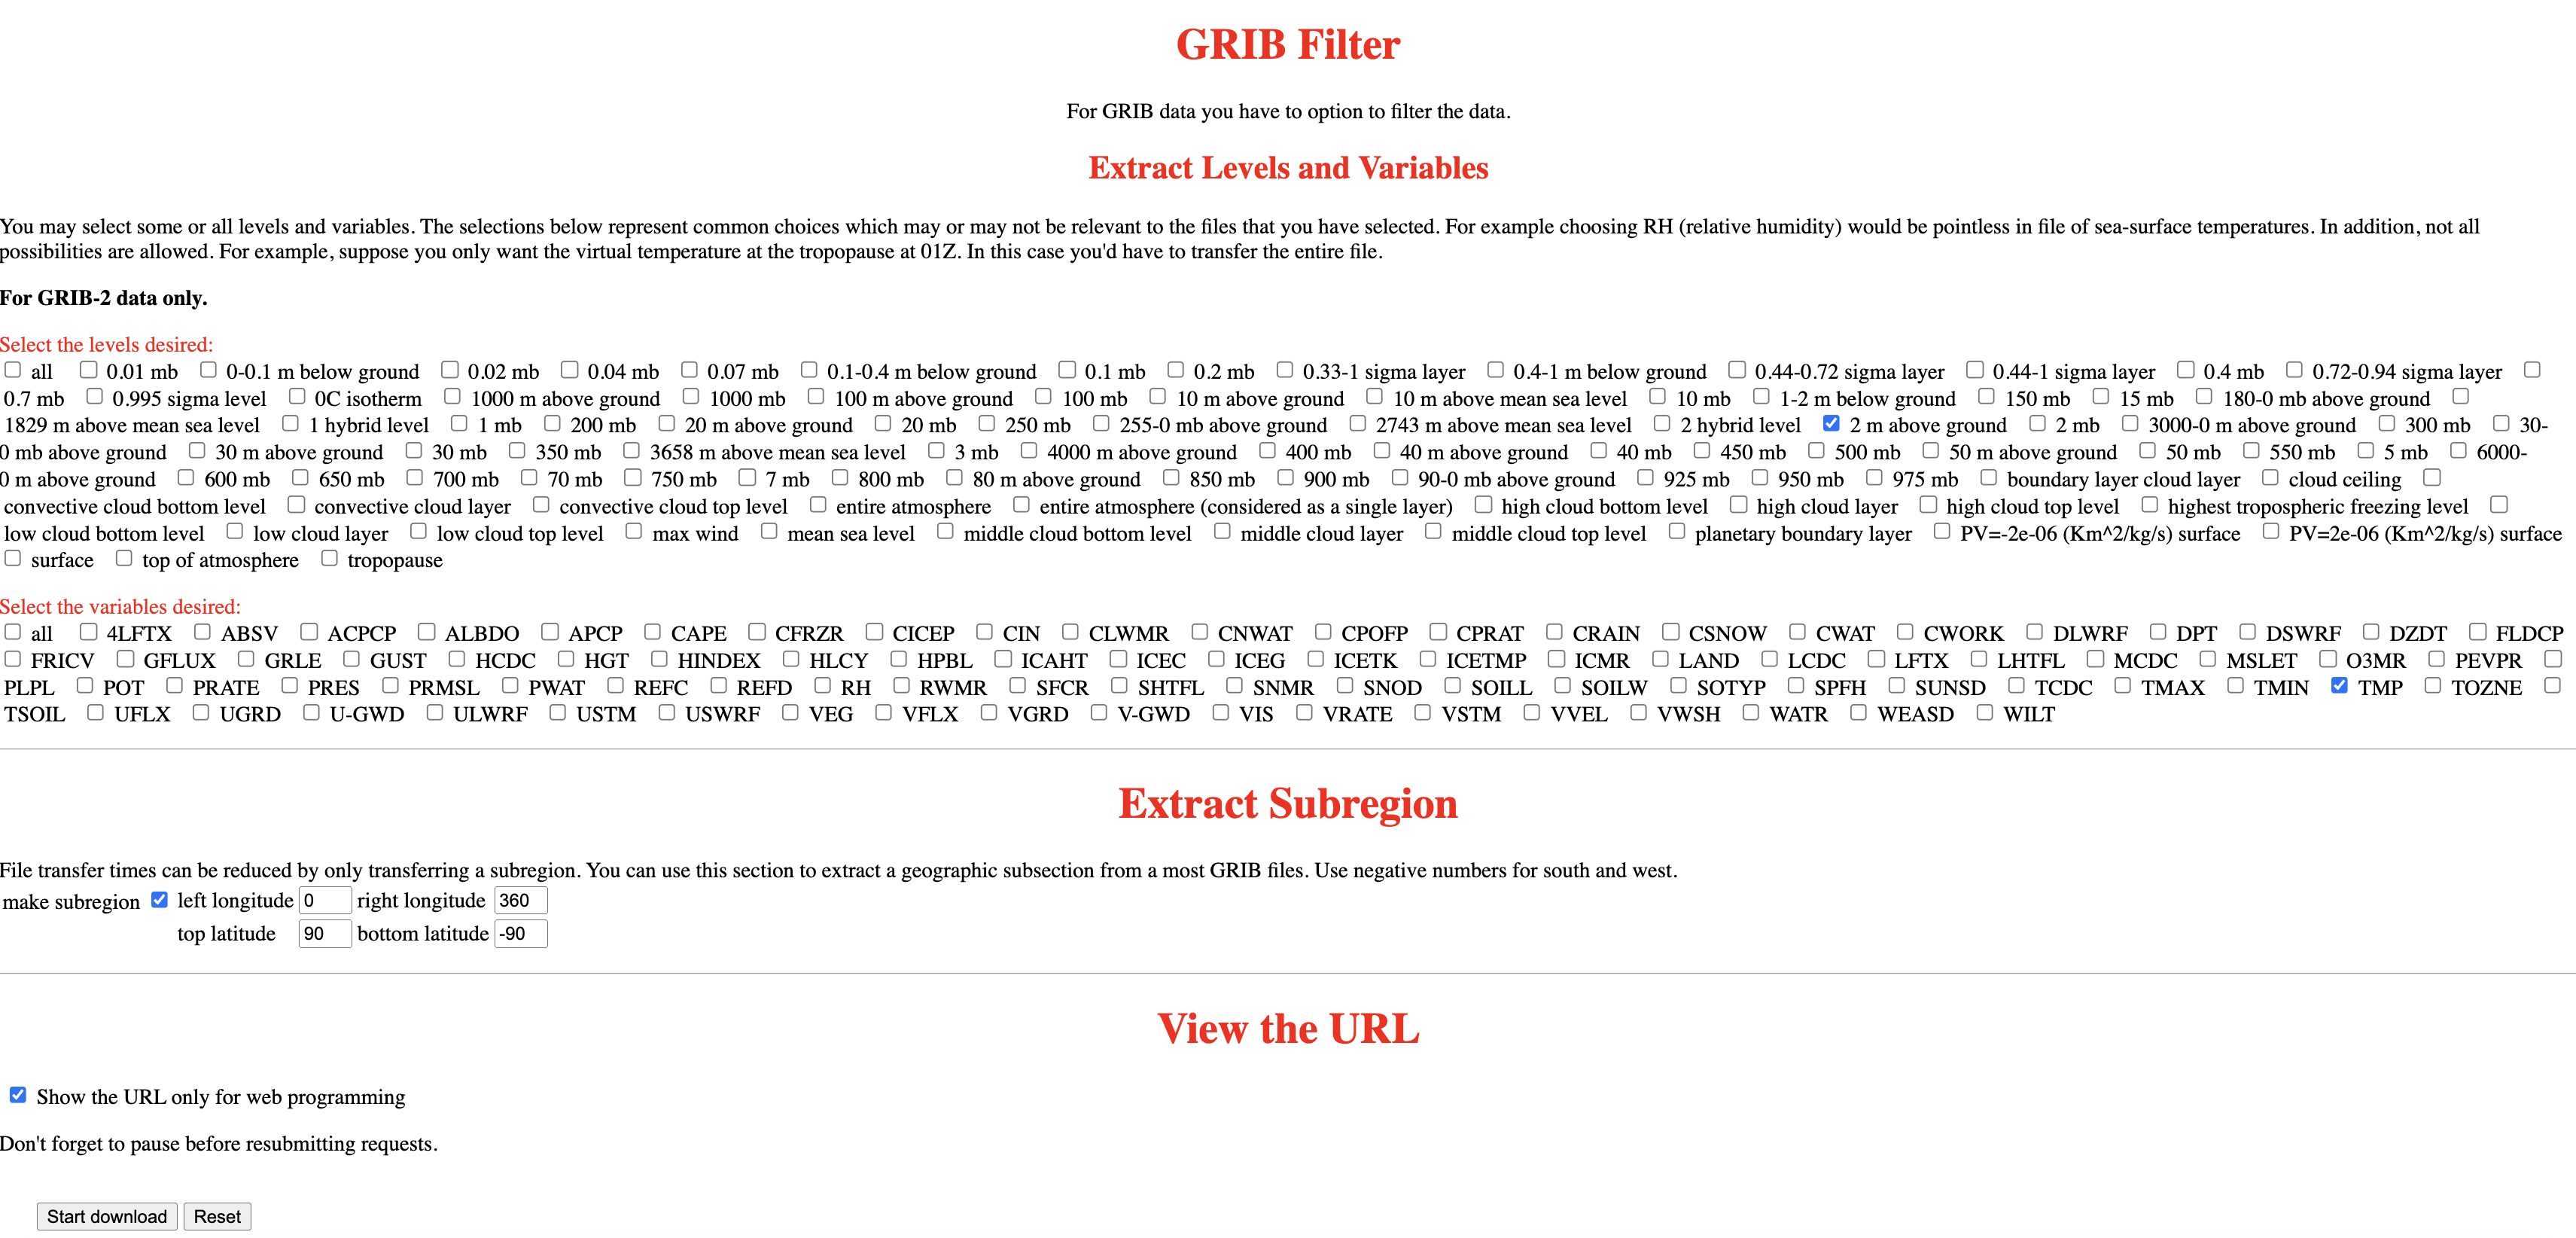 GRIB Filter
For GRIB data you have to option to filter the data.
Extract Levels and Variables
You may select some or all levels and variables. The selections below represent common choices which may or may not be relevant to the files that you have selected. For example choosing RH (relative humidity) would be pointless in file of sea-surface temperatures. In addition, not all
possibilities are allowed. For example, suppose you only want the virtual temperature at the tropopause at 01Z. In this case you'd have to transfer the entire file.
For GRIB-2 data only.
Select the levels desired:
all 0.01 mb 0-0.1 m below ground 0.02 mb 0.04 mb 0.07 mb 0.1-0.4 m below ground 0.1 mb 0.2 mb 0.33-1 sigma layer 0.4-1 m below ground 0.44-0.72 sigma layer 0.44-1 sigma layer 0.4 mb 0.72-0.94 sigma layer
0.7 mb 0.995 sigma level 0C isotherm 1000 m above ground 1000 mb 100 m above ground 100 mb 10 m above ground 10 m above mean sea level 10 mb 1-2 m below ground 150 mb 15 mb 180-0 mb above ground
1829 m above mean sea level 1 hybrid level 1 mb 200 mb 20 m above ground 20 mb 250 mb 255-0 mb above ground 2743 m above mean sea level 2 hybrid level 2 m above ground 2 mb 3000-0 m above ground 300 mb 30-
0 mb above ground 30 m above ground 30 mb 350 mb 3658 m above mean sea level 3 mb 4000 m above ground 400 mb 40 m above ground 40 mb 450 mb 500 mb 50 m above ground 50 mb 550 mb 5 mb 6000-
0 m above ground 600 mb 650 mb 700 mb 70 mb 750 mb 7 mb 800 mb 80 m above ground 850 mb 900 mb 90-0 mb above ground 925 mb 950 mb 975 mb boundary layer cloud layer cloud ceiling
convective cloud bottom level convective cloud layer convective cloud top level entire atmosphere entire atmosphere (considered as a single layer) high cloud bottom level high cloud layer high cloud top level highest tropospheric freezing level
low cloud bottom level low cloud layer low cloud top level max wind mean sea level middle cloud bottom level middle cloud layer middle cloud top level planetary boundary layer PV=-2e-06 (Km^2/kg/s) surface PV=2e-06 (Km^2/kg/s) surface
surface top of atmosphere tropopause
Select the variables desired:
all 4LFTX ABSV ACPCP ALBDO APCP CAPE CFRZR CICEP CIN CLWMR CNWAT CPOFP CPRAT CRAIN CSNOW CWAT CWORK DLWRF DPT DSWRF DZDT FLDCP
FRICV GFLUX GRLE GUST HCDC HGT HINDEX HLCY HPBL ICAHT ICEC ICEG ICETK ICETMP ICMR LAND LCDC LFTX LHTFL MCDC MSLET O3MR PEVPR
PLPL POT PRATE PRES PRMSL PWAT REFC REFD RH RWMR SFCR SHTFL SNMR SNOD SOILL SOILW SOTYP SPFH SUNSD TCDC TMAX TMIN TMP TOZNE
TSOIL UFLX UGRD U-GWD ULWRF USTM USWRF VEG VFLX VGRD V-GWD VIS VRATE VSTM VVEL VWSH WATR WEASD WILT
Extract Subregion
File transfer times can be reduced by only transferring a subregion. You can use this section to extract a geographic subsection from a most GRIB files. Use negative numbers for south and west.
make subregion left longitude 0 right longitude 360
top latitude 90 bottom latitude -90
View the URL
Show the URL only for web programming
Don't forget to pause before resubmitting requests.
Start download Reset